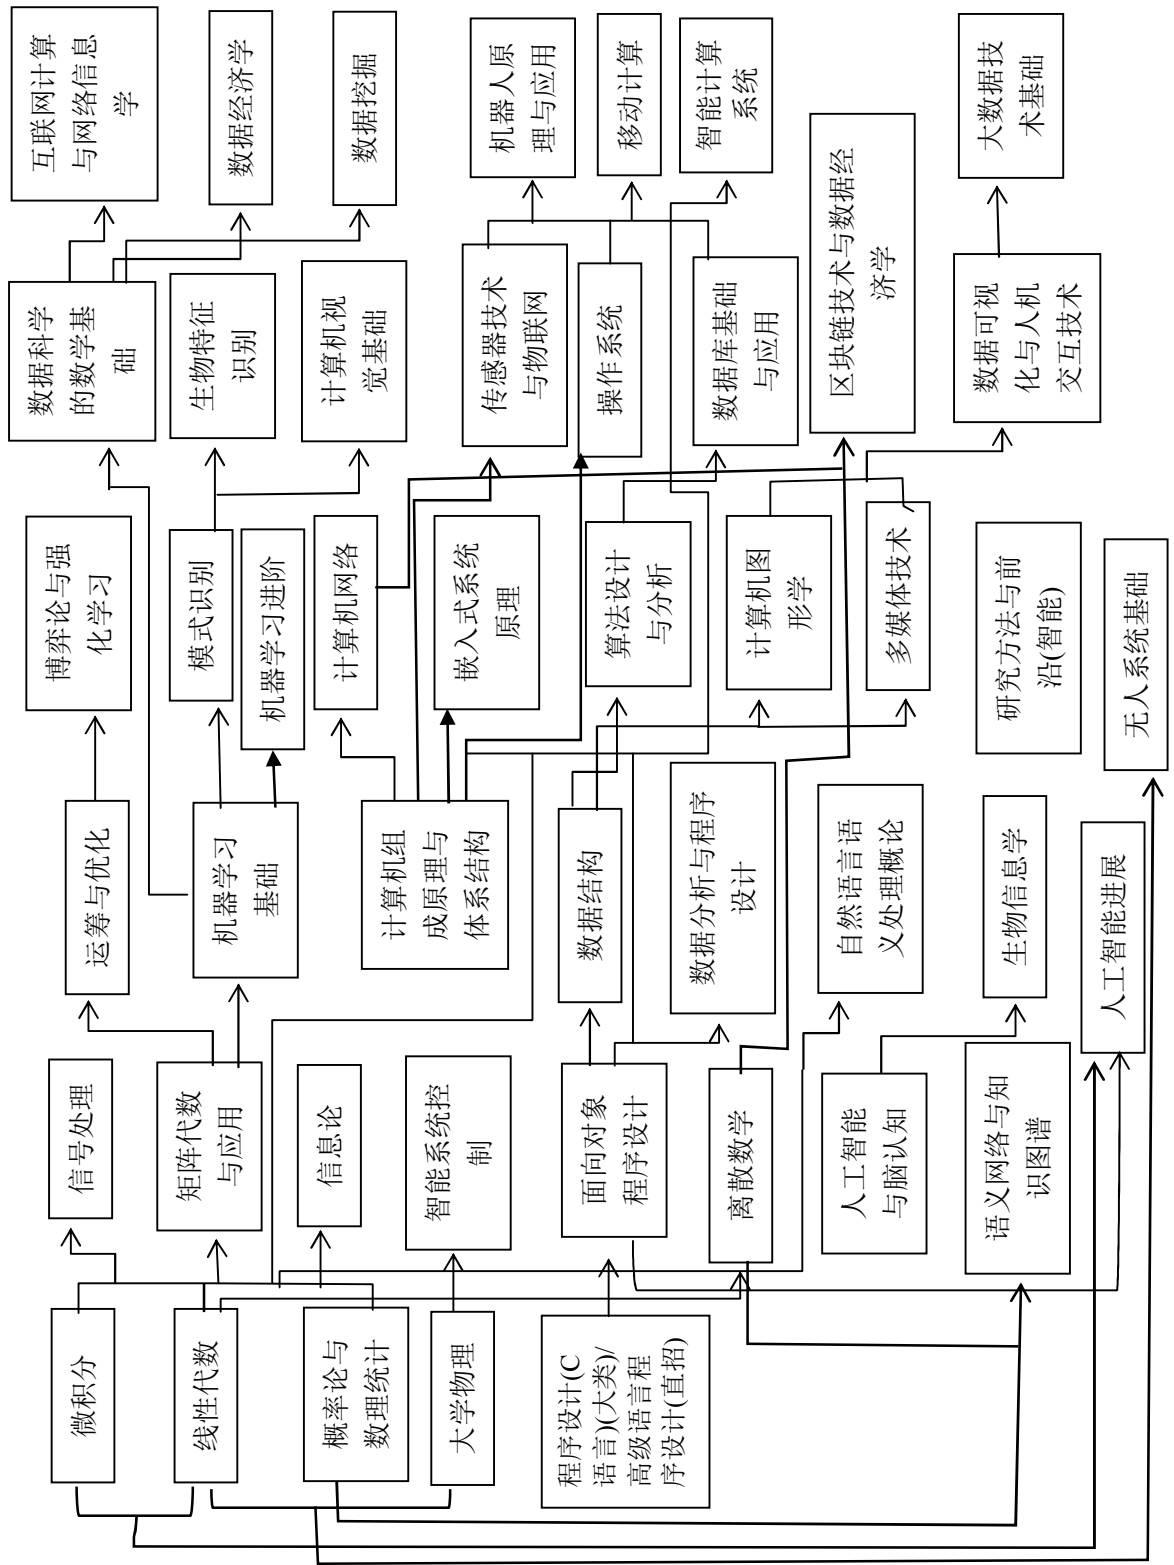 微积分
线性代数
概率论与
数理统计
大学物理
程序设计(C
语言)(大类)/
高级语言程
序设计(直招)
信号处理
矩阵代数
与应用
信息论
智能系统控
制
面向对象
程序设计
离散数学
人工智能
与脑认知
语义网络与知
识图谱
运筹与优化
机器学习
基础
计算机组
成原理与
体系结构
数据结构
数据分析与程序
设计
自然语言语
义处理概论
生物信息学
人工智能进展
博弈论与强
化学习
模式识别
机器学习进阶
计算机网络
嵌入式系统
原理
算法设计
与分析
计算机图
形学
多媒体技术
研究方法与前
沿(智能)
无人系统基础
数据科学
的数学基
础
生物特征
识别
计算机视
觉基础
传感器技术
与物联网
操作系统
数据库基础
与应用
区块链技术与数据经
济学
数据可视
化与人机
交互技术
互联网计算
与网络信息
学
数据经济学
数据挖掘
机器人原
理与应用
移动计算
智能计算
系统
大数据技
术基础